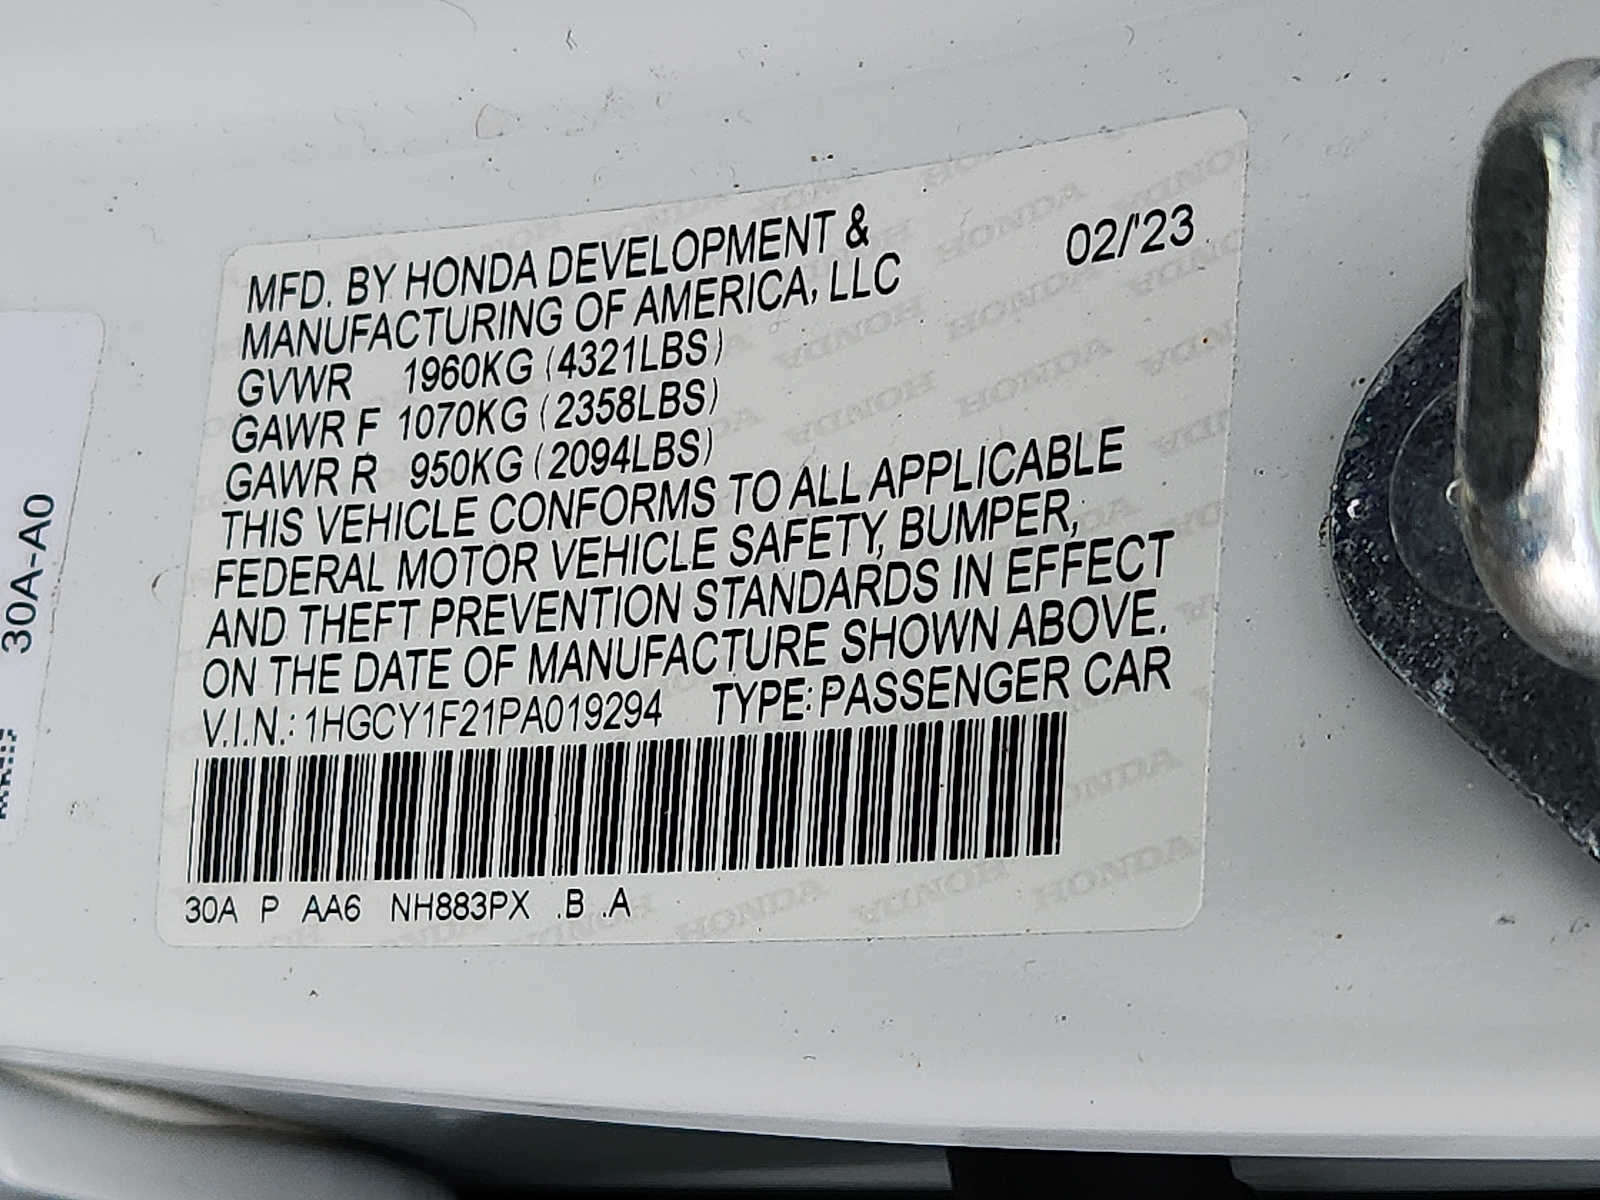 MFD. BY HONDA DEVELOPMENT & 02/'23
MANUFACTURING OF AMERICA, LLC
GVWR 1960KG (4321LBS)
GAWR F 1070KG (2358LBS)
GAWR R 950KG (2094LBS)
THIS VEHICLE CONFORMS TO ALL APPLICABLE
FEDERAL MOTOR VEHICLE SAFETY, BUMPER,
AND THEFT PREVENTION STANDARDS IN EFFECT
ON THE DATE OF MANUFACTURE SHOWN ABOVE.
V.I.N.: 1HGCY1F21PA019294 TYPE: PASSENGER CAR
30A P AA6 NH883PX .B .A
30A-A0